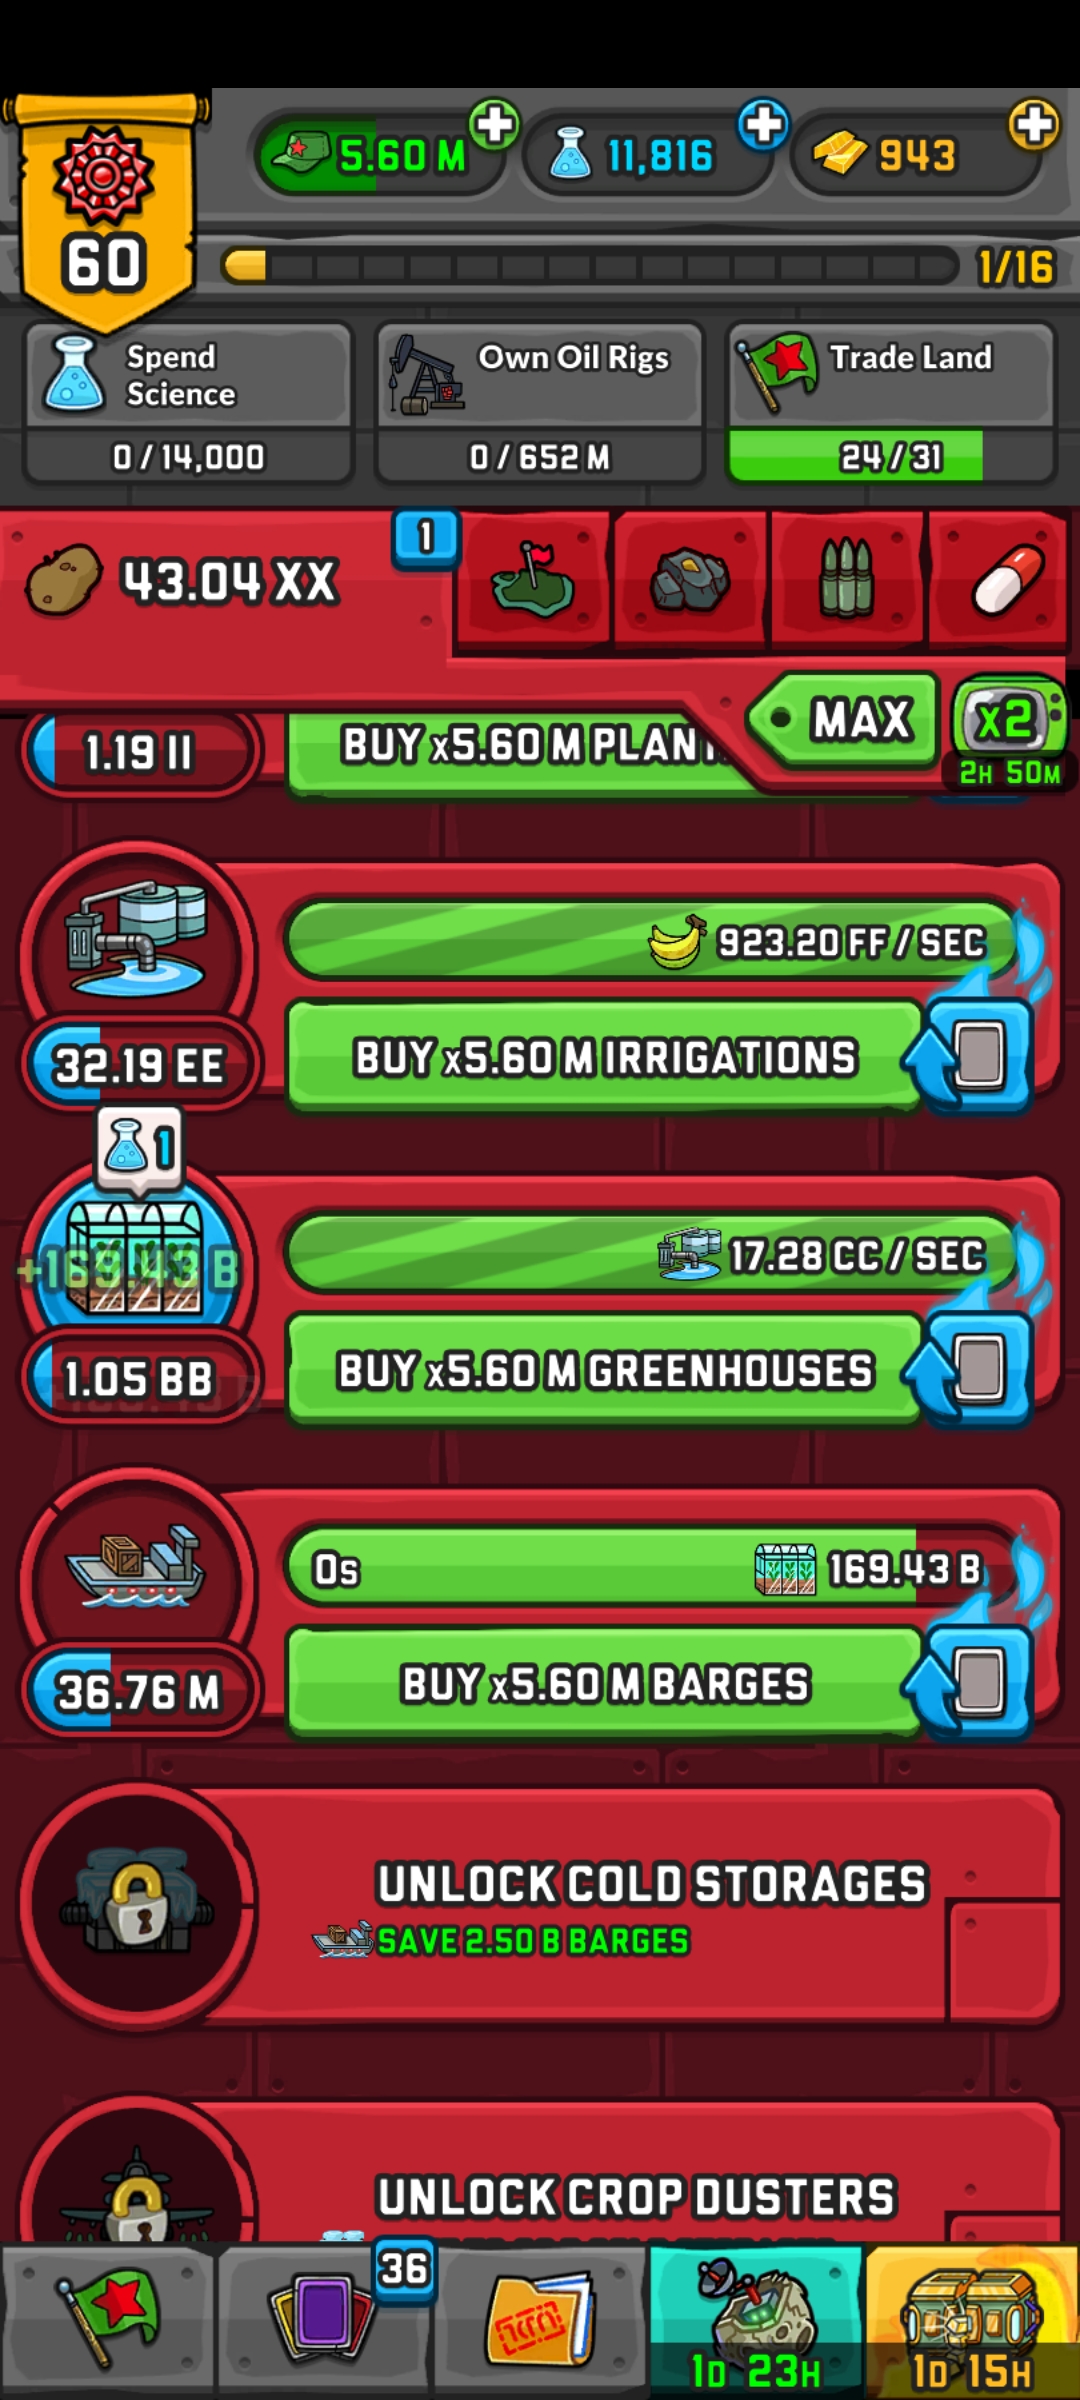 5.60 M
11,816
943
60
1/16
Spend
Science
0/14,000
Own Oil Rigs
0/652 M
Trade Land
24/31
43.04 XX
1
MAX
x2
2H 50M
1.19 II
BUY x5.60 M
923.20 FF/SEC
32.19 EE
BUY x5.60 M IRRIGATIONS
1
+169.43 B
17.28 CC/SEC
1.05 BB
BUY x5.60 M GREENHOUSES
0s
169.43 B
36.76 M
BUY x5.60 M BARGES
UNLOCK COLD STORAGES
SAVE 2.50 B BARGES
UNLOCK CROP DUSTERS
36
1D 23H
1D 15H